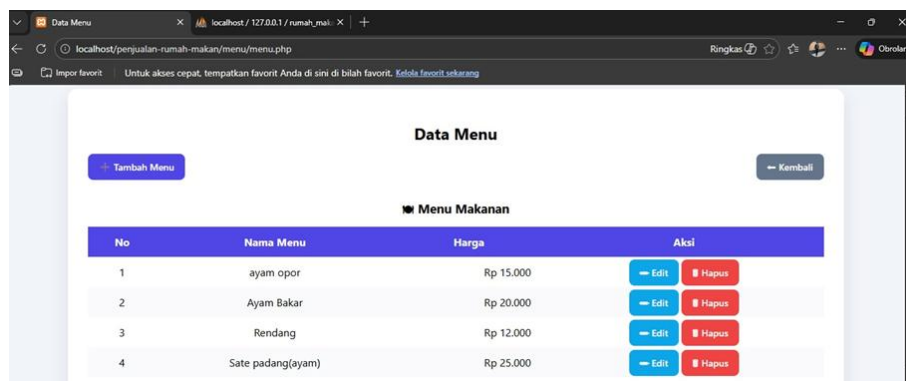 Data Menu
localhost / 127.0.0.1 / rumah_mak
localhost/penjualan-rumah-makan/menu/menu.php
Ringkas
Obrolan
Impor favorit
Untuk akses cepat, tempatkan favorit Anda di sini di bilah favorit. Kelola favorit sekarang
Data Menu
+ Tambah Menu
← Kembali
Menu Makanan
No Nama Menu Harga Aksi
1 ayam opor Rp 15.000 Edit Hapus
2 Ayam Bakar Rp 20.000 Edit Hapus
3 Rendang Rp 12.000 Edit Hapus
4 Sate padang(ayam) Rp 25.000 Edit Hapus